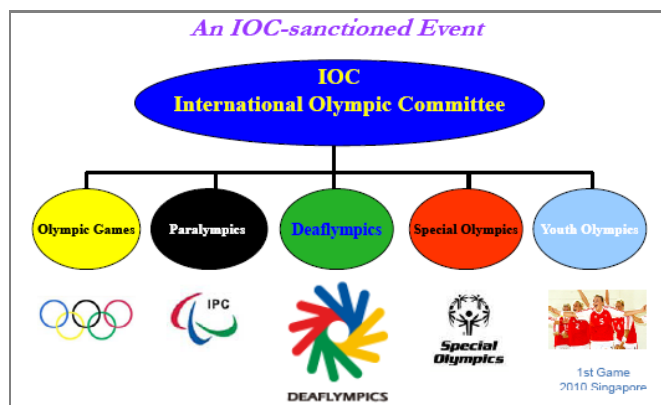 An IOC-sanctioned Event
IOC
International Olympic Committee
Olympic Games
Paralympics
Deaflympics
Special Olympics
Youth Olympics
IPC
DEAFLYMPICS
Special
Olympics
1st Game
2010 Singapore